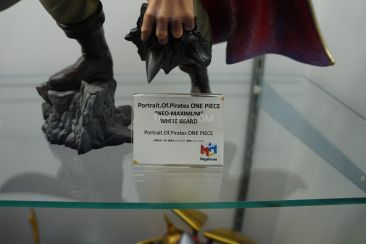 Portrait.Of.Pirates ONE PIECE
"NEO-MAXIMUM"
WHITE BEARD
Portrait.Of.Pirates ONE PIECE
MegaHouse